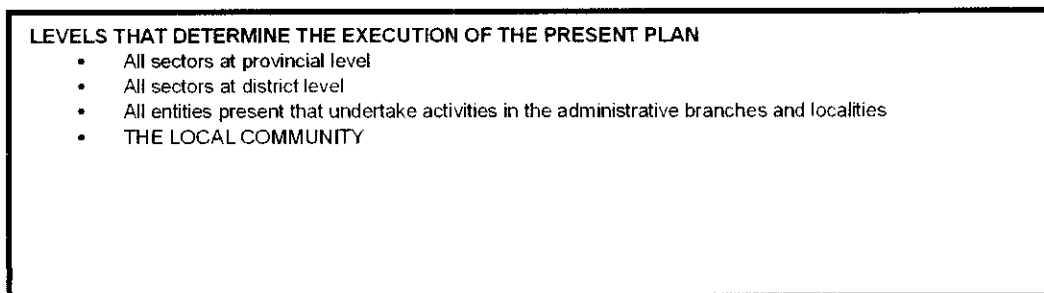 LEVELS THAT DETERMINE THE EXECUTION OF THE PRESENT PLAN
• All sectors at provincial level
• All sectors at district level
• All entities present that undertake activities in the administrative branches and localities
• THE LOCAL COMMUNITY